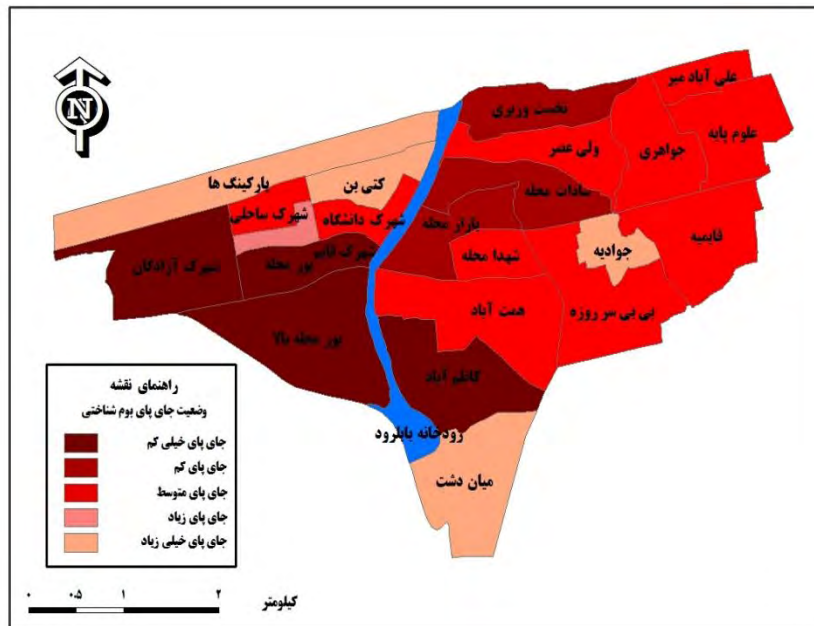 N
علی آباد میر
نخست وزیری
علوم پایه
جواهری
ولی عصر
کتی بن
پارکینگ ها
سادات محله
شهرک ساحلی
شهرک دانشگاه
بازار محله
قایمیه
جوادیه
شهدا محله
شهرک قایم
نور محله
شهرک آزادگان
همت آباد
بی بی سر روزه
نور محله بالا
کاظم آباد
رودخانه بابلرود
میان دشت
راهنمای نقشه
وضعیت جای پای بوم شناختی
جای پای خیلی کم
جای پای کم
جای پای متوسط
جای پای زیاد
جای پای خیلی زیاد
۰ ۰.۵ ۱ ۲ کیلومتر